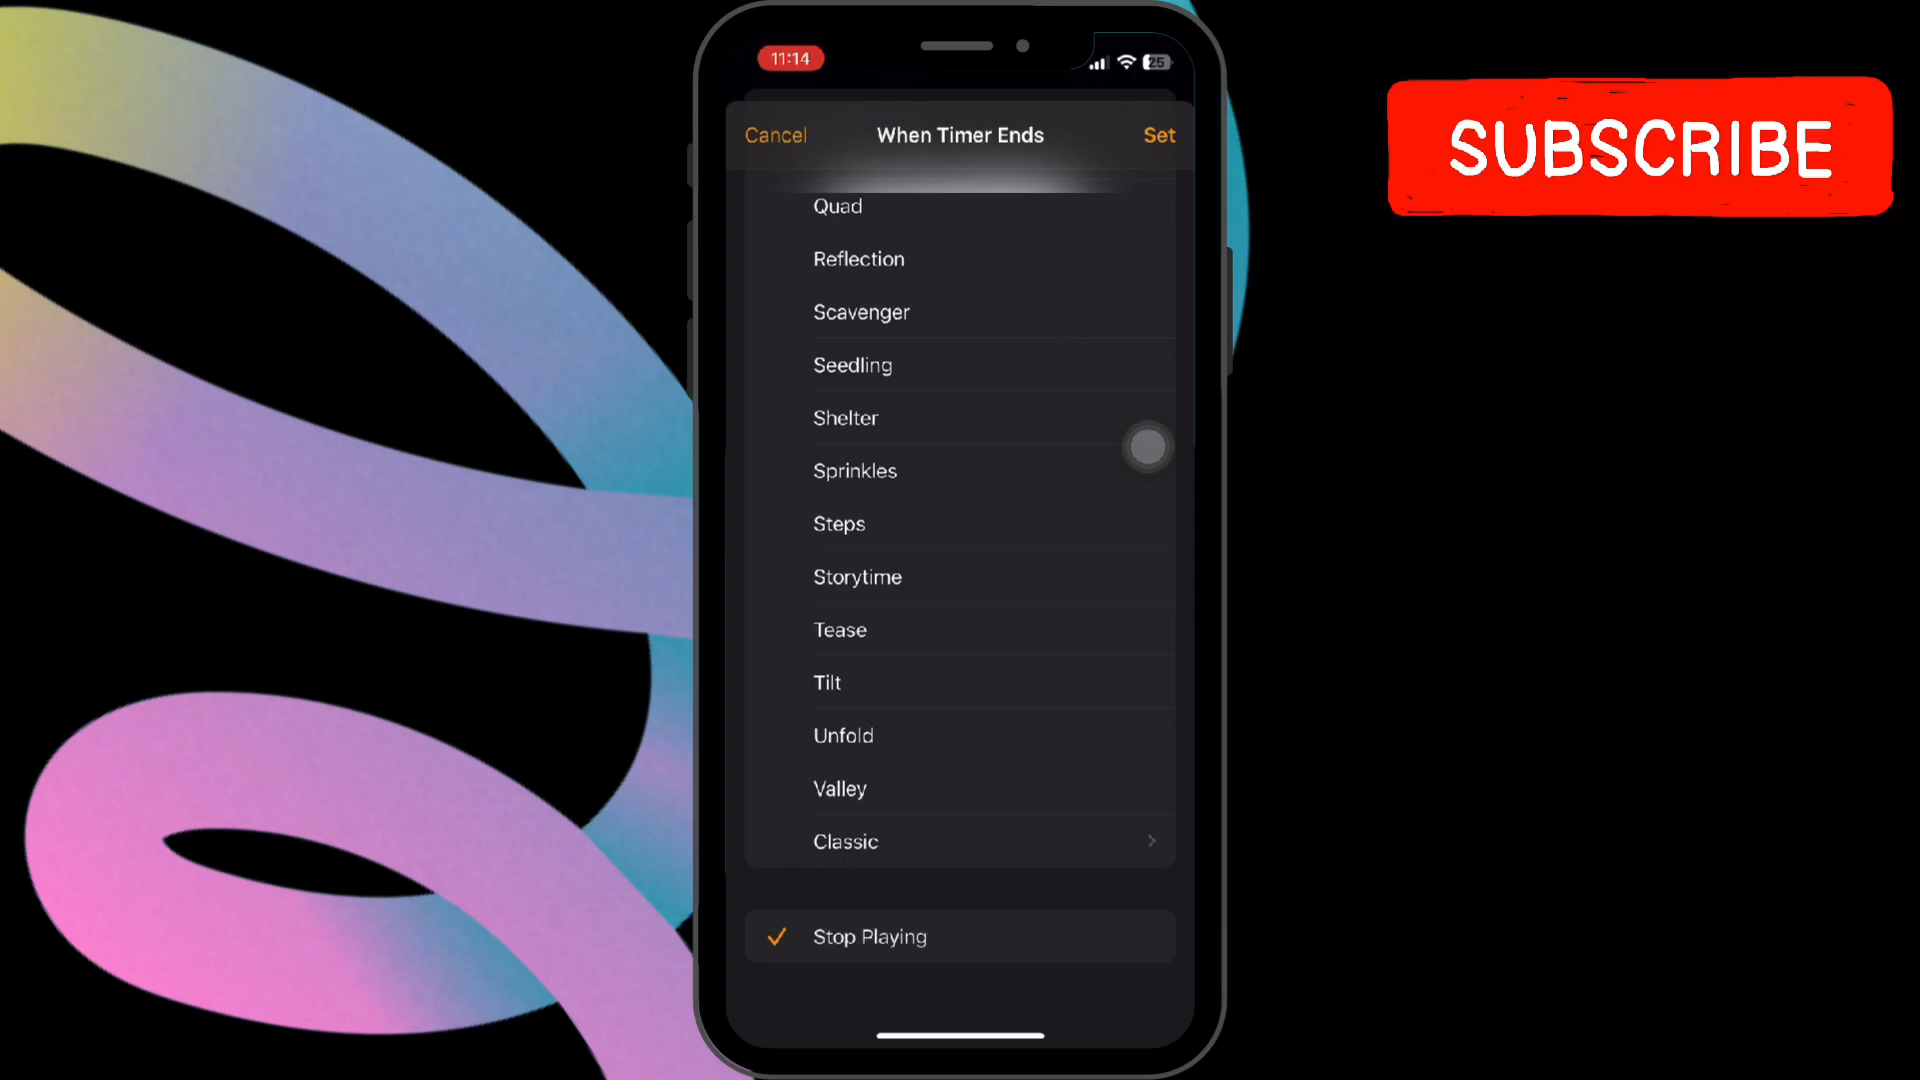 11:14
25
Cancel
When Timer Ends
Set
SUBSCRIBE
Quad
Reflection
Scavenger
Seedling
Shelter
Sprinkles
Steps
Storytime
Tease
Tilt
Unfold
Valley
Classic
Stop Playing